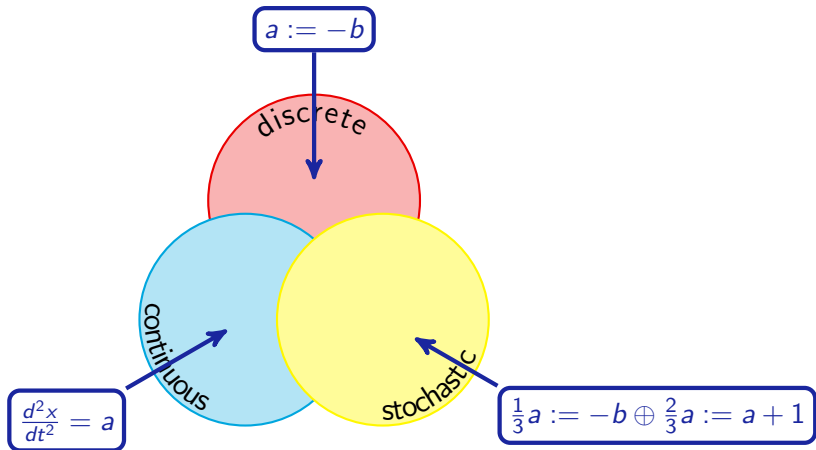 a := −b
discrete
continuous
stochastic
d²x/dt² = a
1/3 a := −b ⊕ 2/3 a := a + 1